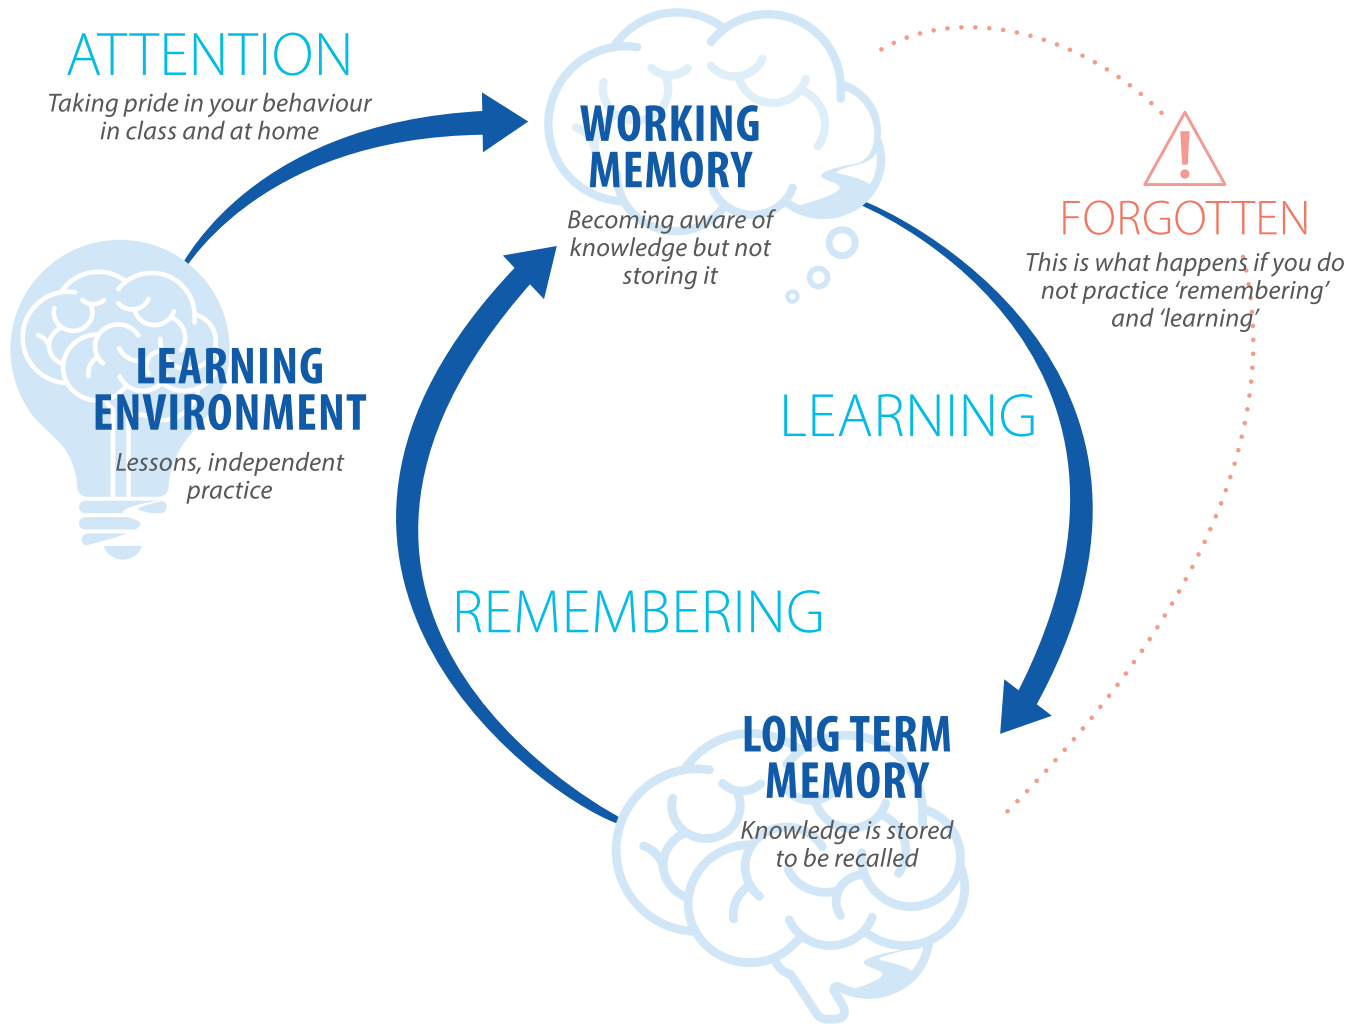 ATTENTION
Taking pride in your behaviour
in class and at home
WORKING
MEMORY
Becoming aware of
knowledge but not
storing it
FORGOTTEN
This is what happens if you do
not practice ‘remembering’
and ‘learning’
LEARNING
ENVIRONMENT
Lessons, independent
practice
LEARNING
REMEMBERING
LONG TERM
MEMORY
Knowledge is stored
to be recalled